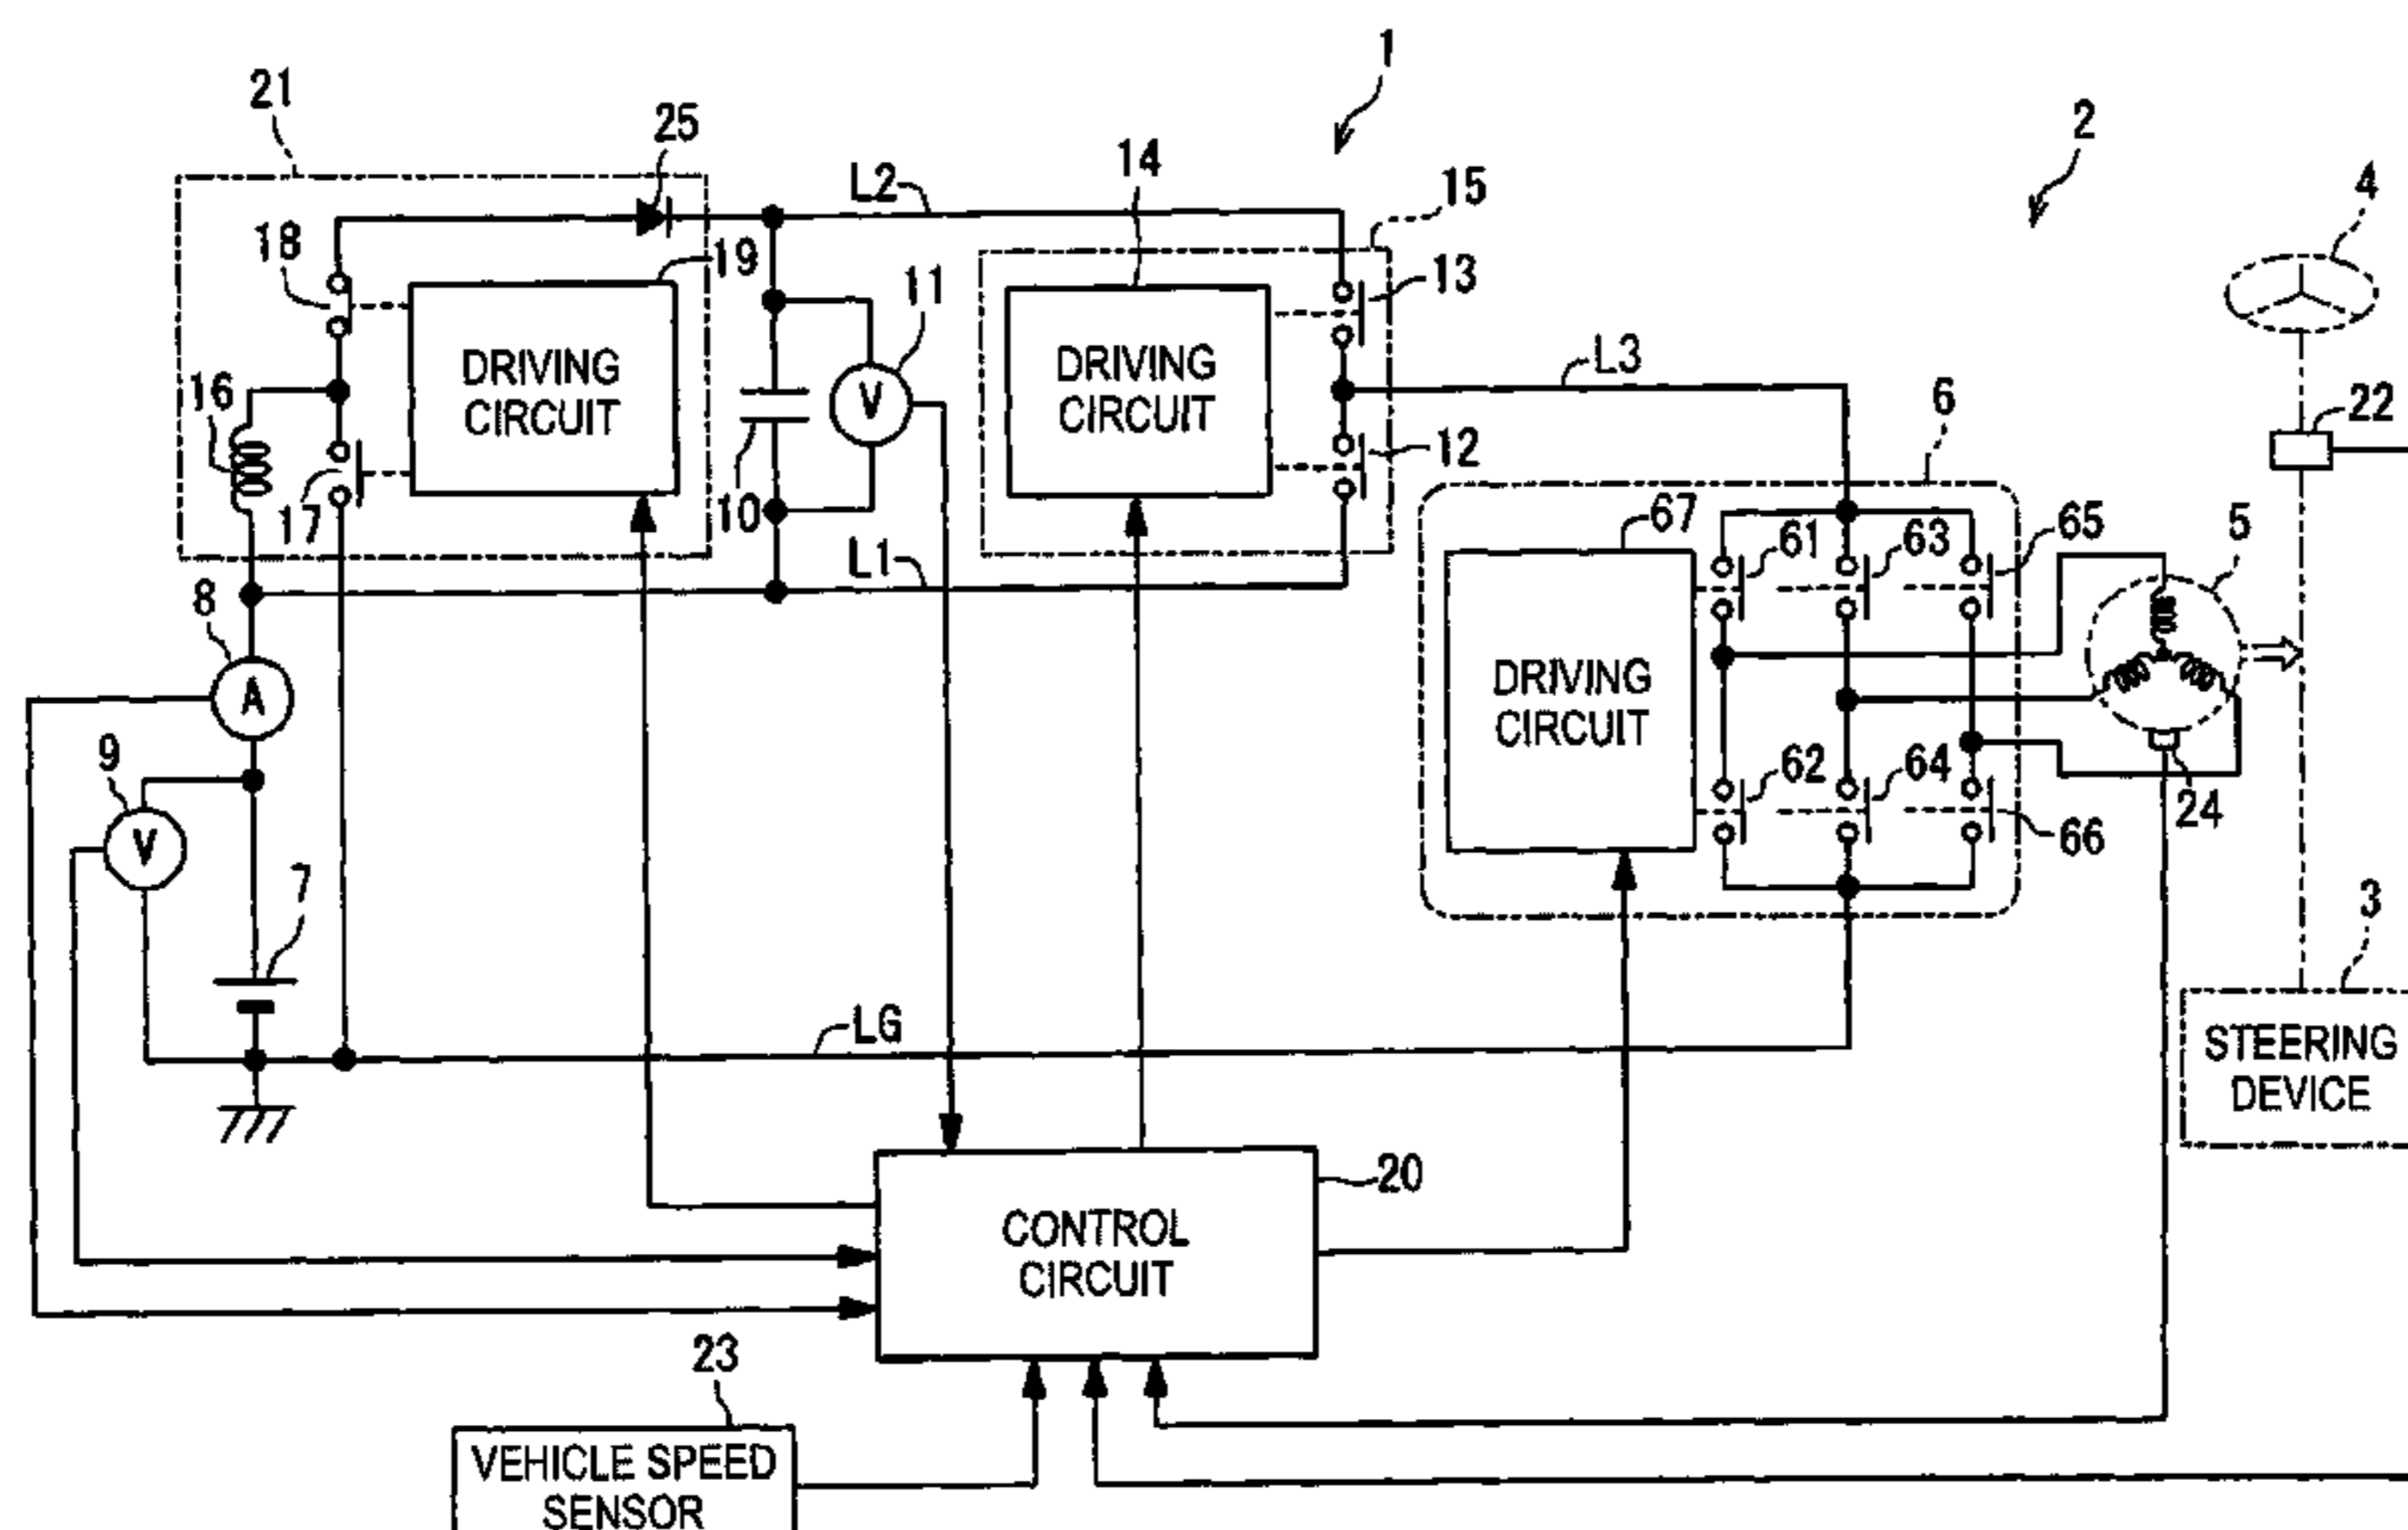 1
21
25
2
14
L2
15
4
18
19
11
13
DRIVING
CIRCUIT
DRIVING
CIRCUIT
L3
16
6
22
12
17
10
67
61
63
65
5
L1
8
A
V
DRIVING
CIRCUIT
9
V
62
64
24
66
7
3
LG
STEERING
DEVICE
20
CONTROL
CIRCUIT
23
VEHICLE SPEED
SENSOR